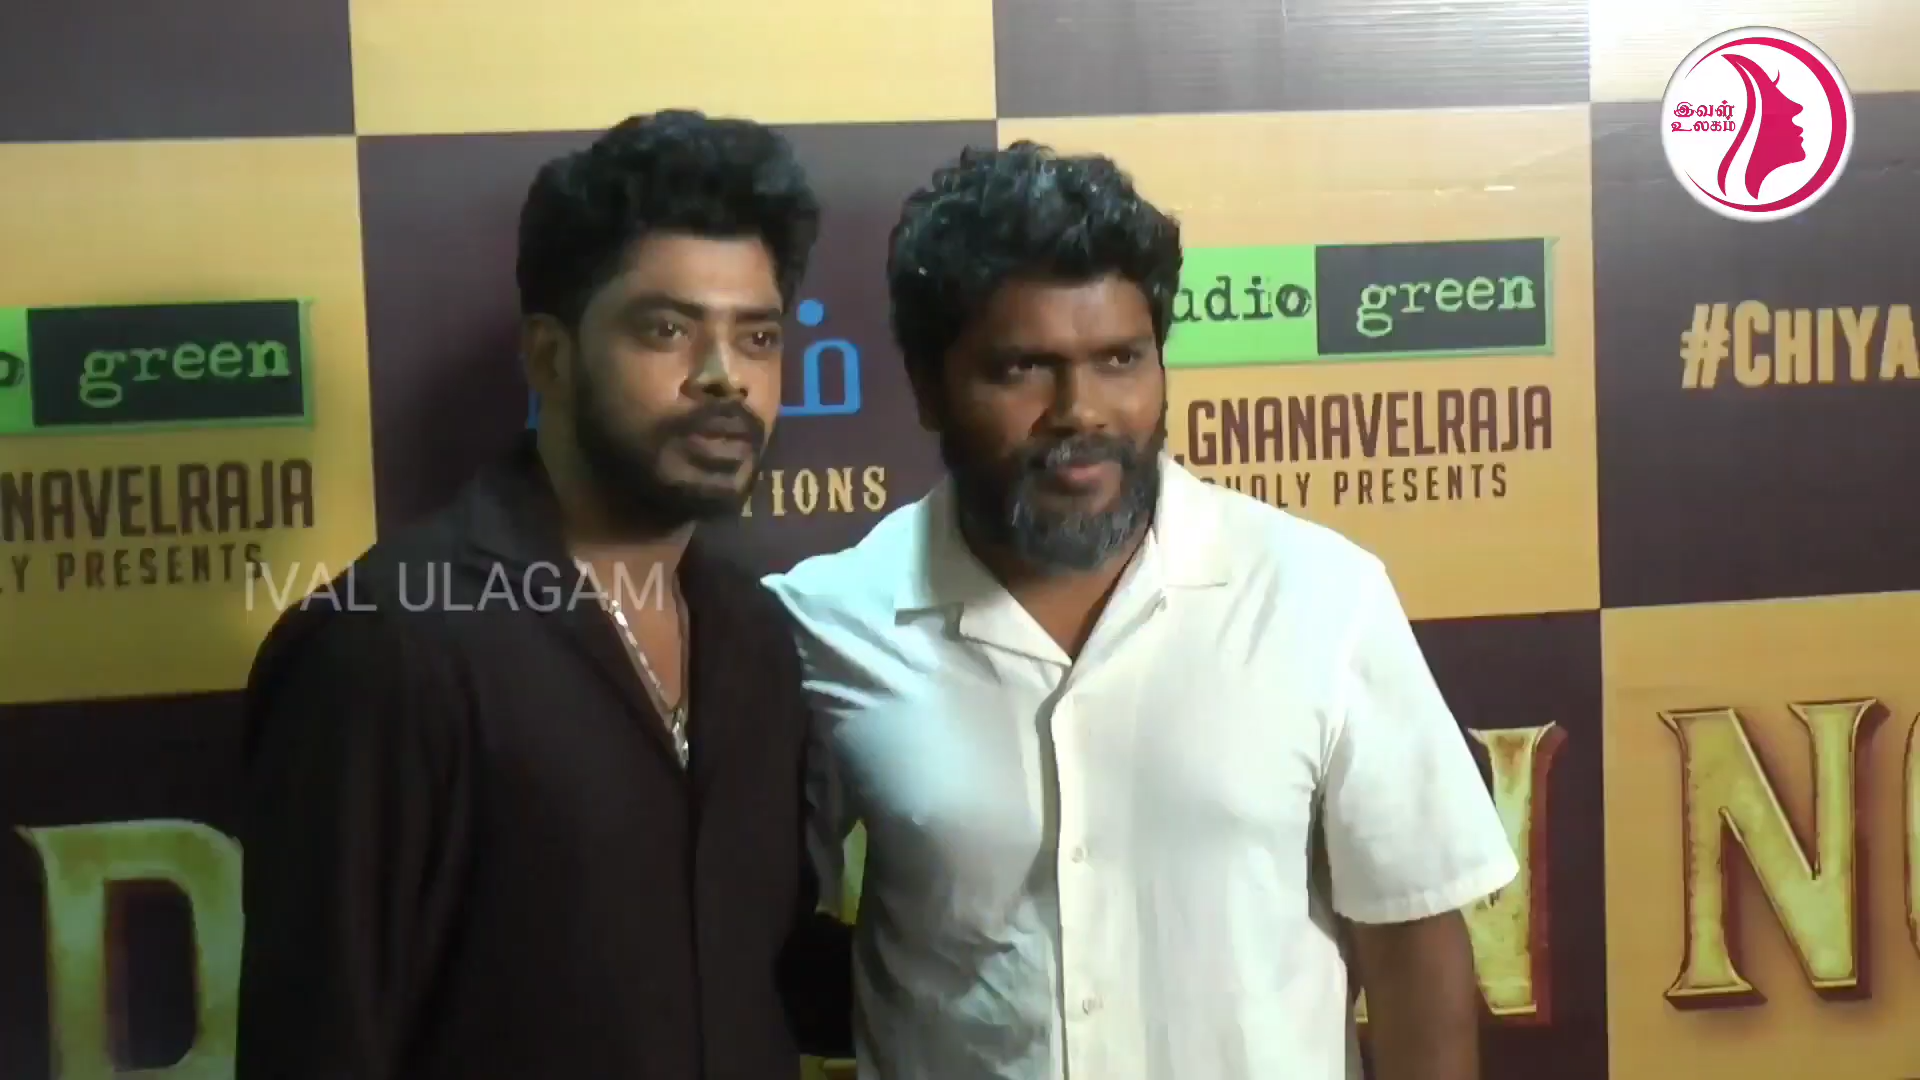 இவள்
உலகம்
udio green
green
#CHIYA
.GNANAVELRAJA
NAVELRAJA
PRESENTS
LY PRESENTS
TIONS
IVAL ULAGAM
D
N
N